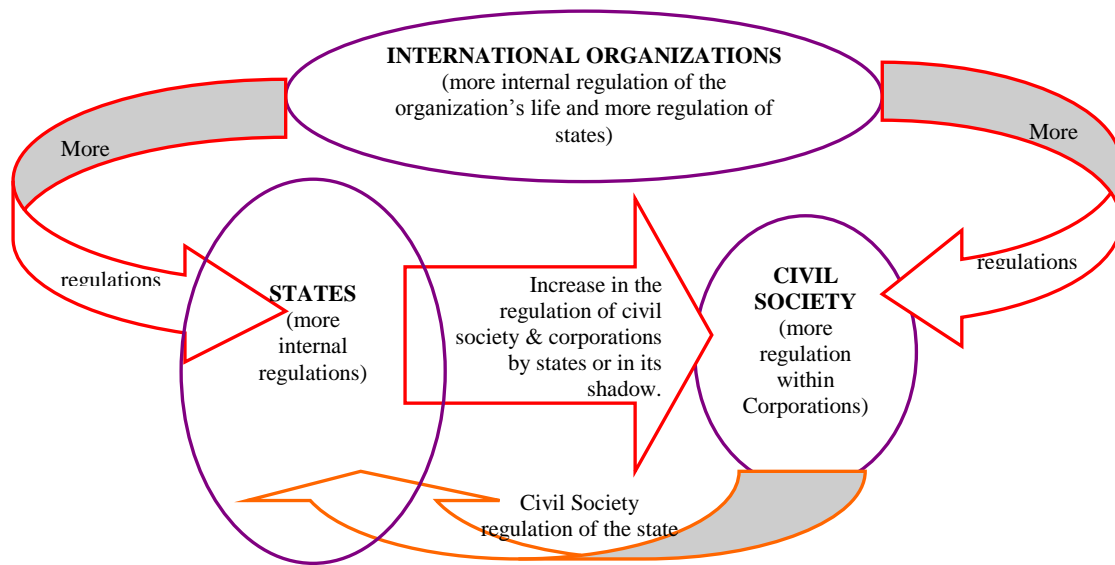 INTERNATIONAL ORGANIZATIONS
(more internal regulation of the
organization’s life and more regulation of
states)
More
regulations
More
regulations
STATES
(more
internal
regulations)
Increase in the
regulation of civil
society & corporations
by states or in its
shadow.
CIVIL
SOCIETY
(more
regulation
within
Corporations)
Civil Society
regulation of the state